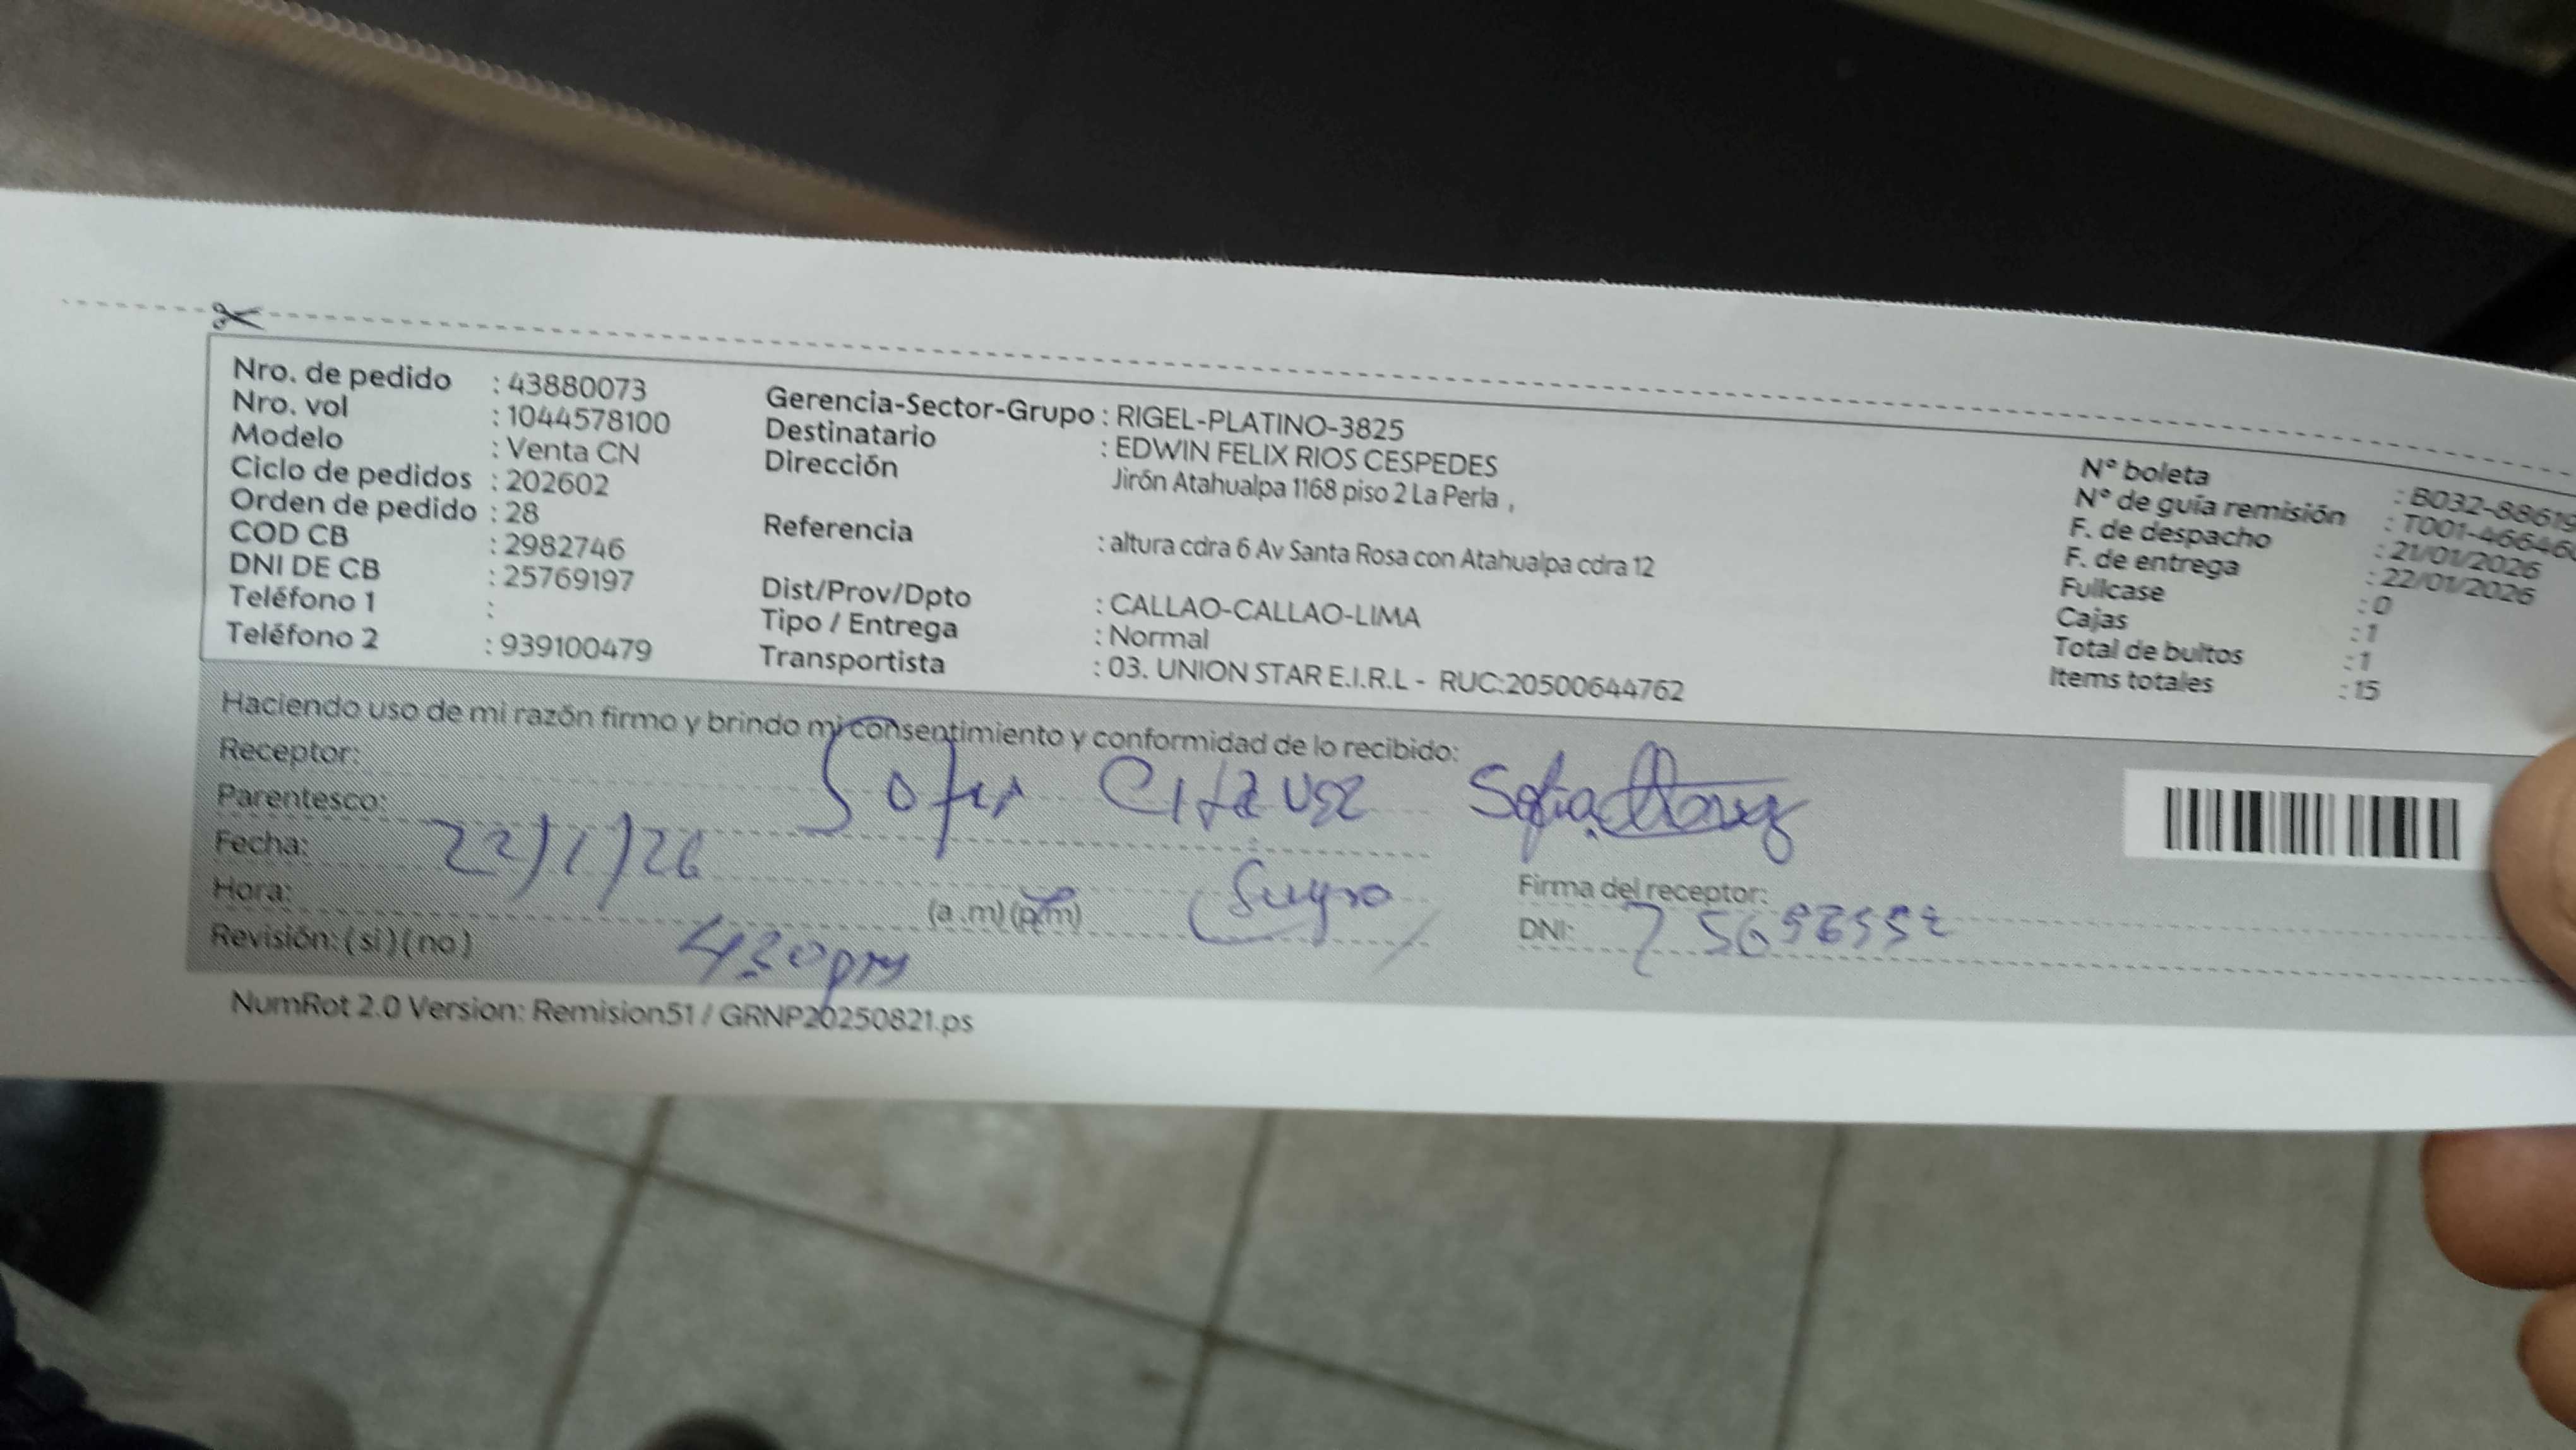 Nro. de pedido : 43880073
Nro. vol : 1044578100
Modelo : Venta CN
Ciclo de pedidos : 202602
Orden de pedido : 28
COD CB : 2982746
DNI DE CB : 25769197
Teléfono 1 :
Teléfono 2 : 939100479
Gerencia-Sector-Grupo : RIGEL-PLATINO-3825
Destinatario : EDWIN FELIX RIOS CESPEDES
Dirección Jirón Atahualpa 1168 piso 2 La Perla ,
Referencia : altura cdra 6 Av Santa Rosa con Atahualpa cdra 12
Dist/Prov/Dpto : CALLAO-CALLAO-LIMA
Tipo / Entrega : Normal
Transportista : 03. UNION STAR E.I.R.L - RUC:20500644762
N° boleta : B032-88619
N° de guía remisión : T001-46646
F. de despacho : 21/01/2026
F. de entrega : 22/01/2026
Fullcase : 0
Cajas : 1
Total de bultos : 1
Items totales : 15
Haciendo uso de mi razón firmo y brindo mi consentimiento y conformidad de lo recibido:
Receptor: Sofia
Parentesco:
Fecha: 22/1/26
Hora: (a .m) (p.m)
Revisión: ( si ) ( no ) 4.30pm
Suegro
Firma del receptor:
DNI:
NumRot 2.0 Version: Remision51 / GRNP20250821.ps